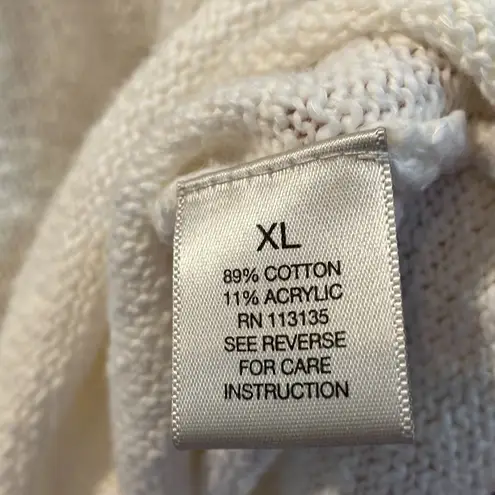 XL
89% COTTON
11% ACRYLIC
RN 113135
SEE REVERSE
FOR CARE
INSTRUCTION